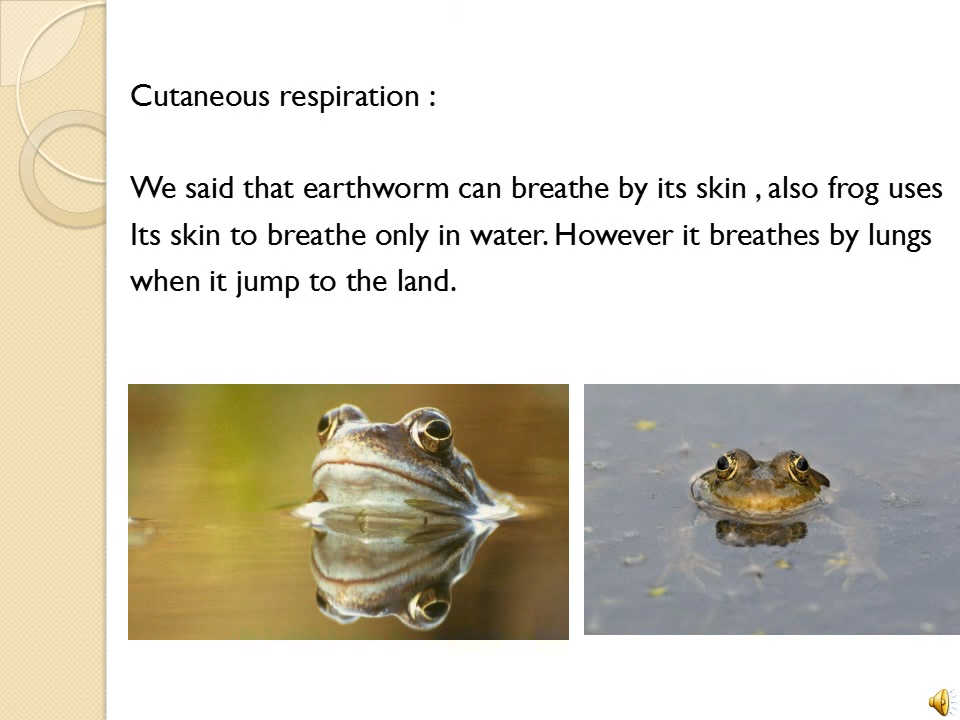 Cutaneous respiration :
We said that earthworm can breathe by its skin , also frog uses
Its skin to breathe only in water. However it breathes by lungs
when it jump to the land.